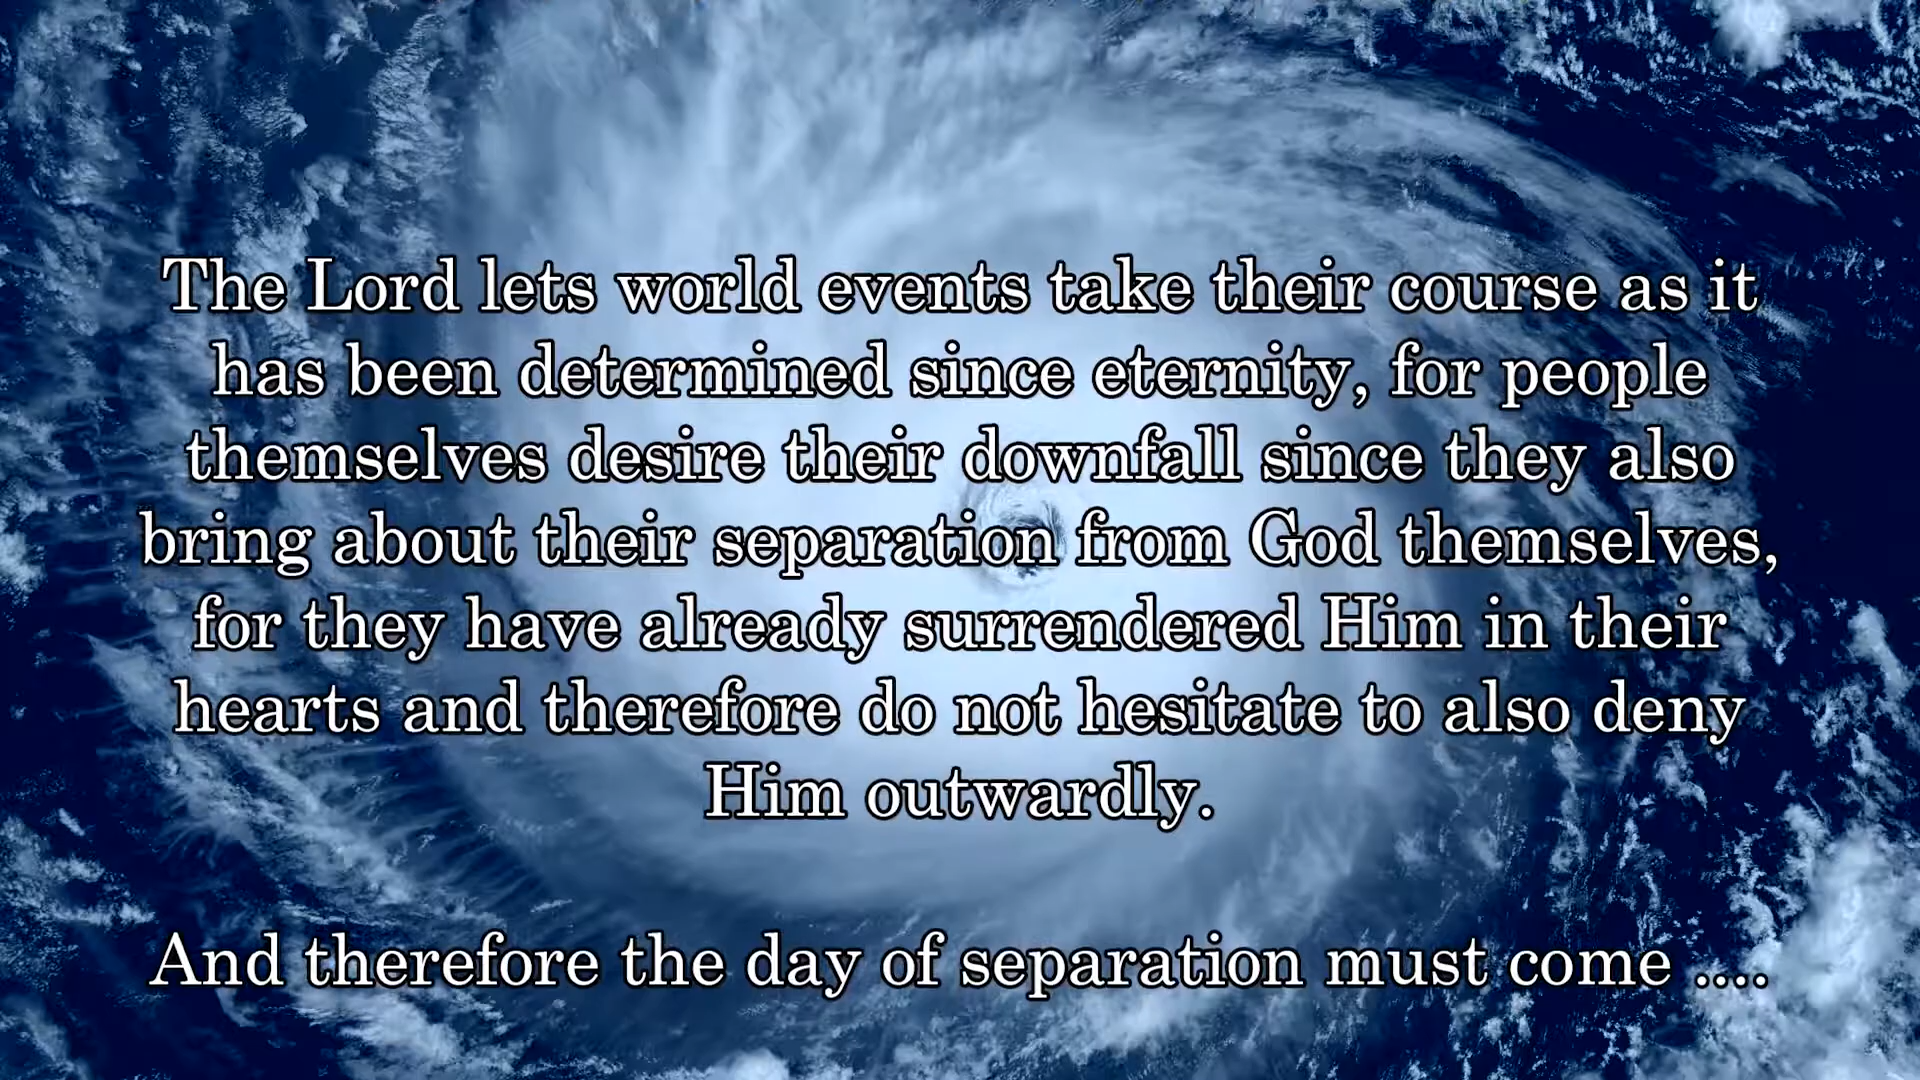 The Lord lets world events take their course as it
has been determined since eternity, for people
themselves desire their downfall since they also
bring about their separation from God themselves,
for they have already surrendered Him in their
hearts and therefore do not hesitate to also deny
Him outwardly.
And therefore the day of separation must come ....